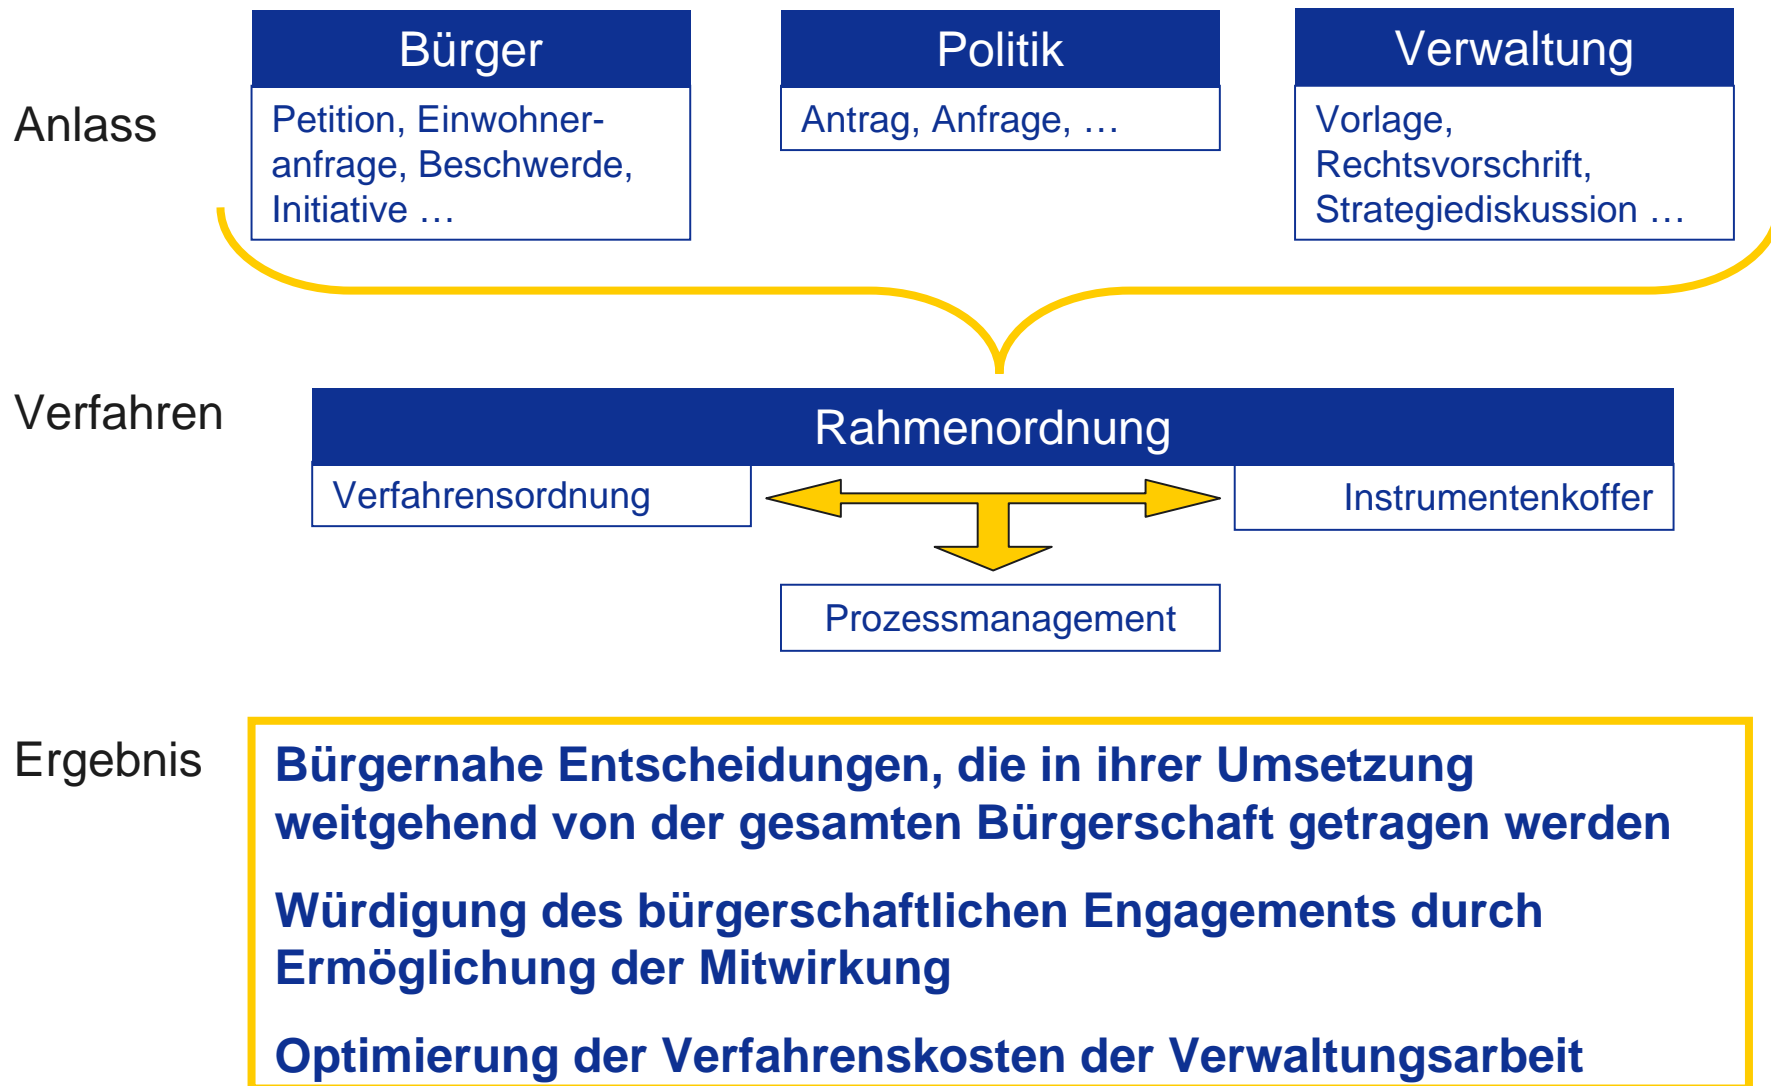 Bürger
Politik
Verwaltung
Anlass
Petition, Einwohner-
anfrage, Beschwerde,
Initiative …
Antrag, Anfrage, …
Vorlage,
Rechtsvorschrift,
Strategiediskussion …
Verfahren
Rahmenordnung
Verfahrensordnung
Instrumentenkoffer
Prozessmanagement
Ergebnis
Bürgernahe Entscheidungen, die in ihrer Umsetzung
weitgehend von der gesamten Bürgerschaft getragen werden
Würdigung des bürgerschaftlichen Engagements durch
Ermöglichung der Mitwirkung
Optimierung der Verfahrenskosten der Verwaltungsarbeit